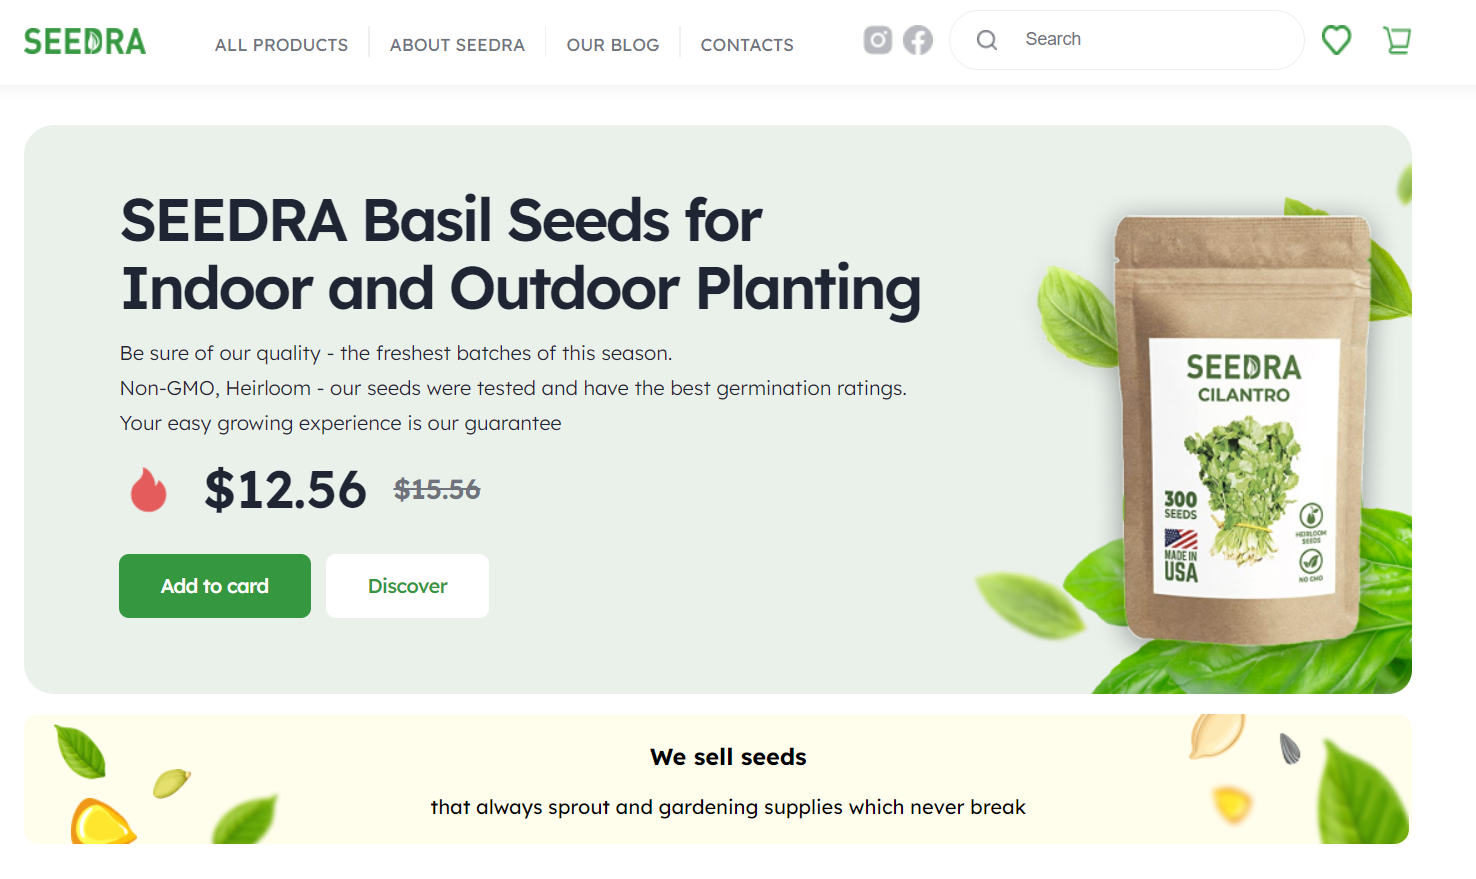 SEEDRA
ALL PRODUCTS
ABOUT SEEDRA
OUR BLOG
CONTACTS
Search
SEEDRA Basil Seeds for
Indoor and Outdoor Planting
Be sure of our quality - the freshest batches of this season.
Non-GMO, Heirloom - our seeds were tested and have the best germination ratings.
Your easy growing experience is our guarantee
$12.56 $15.56
Add to card
Discover
SEEDRA
CILANTRO
300
SEEDS
MADE IN
USA
HEIRLOOM
SEEDS
NO GMO
We sell seeds
that always sprout and gardening supplies which never break